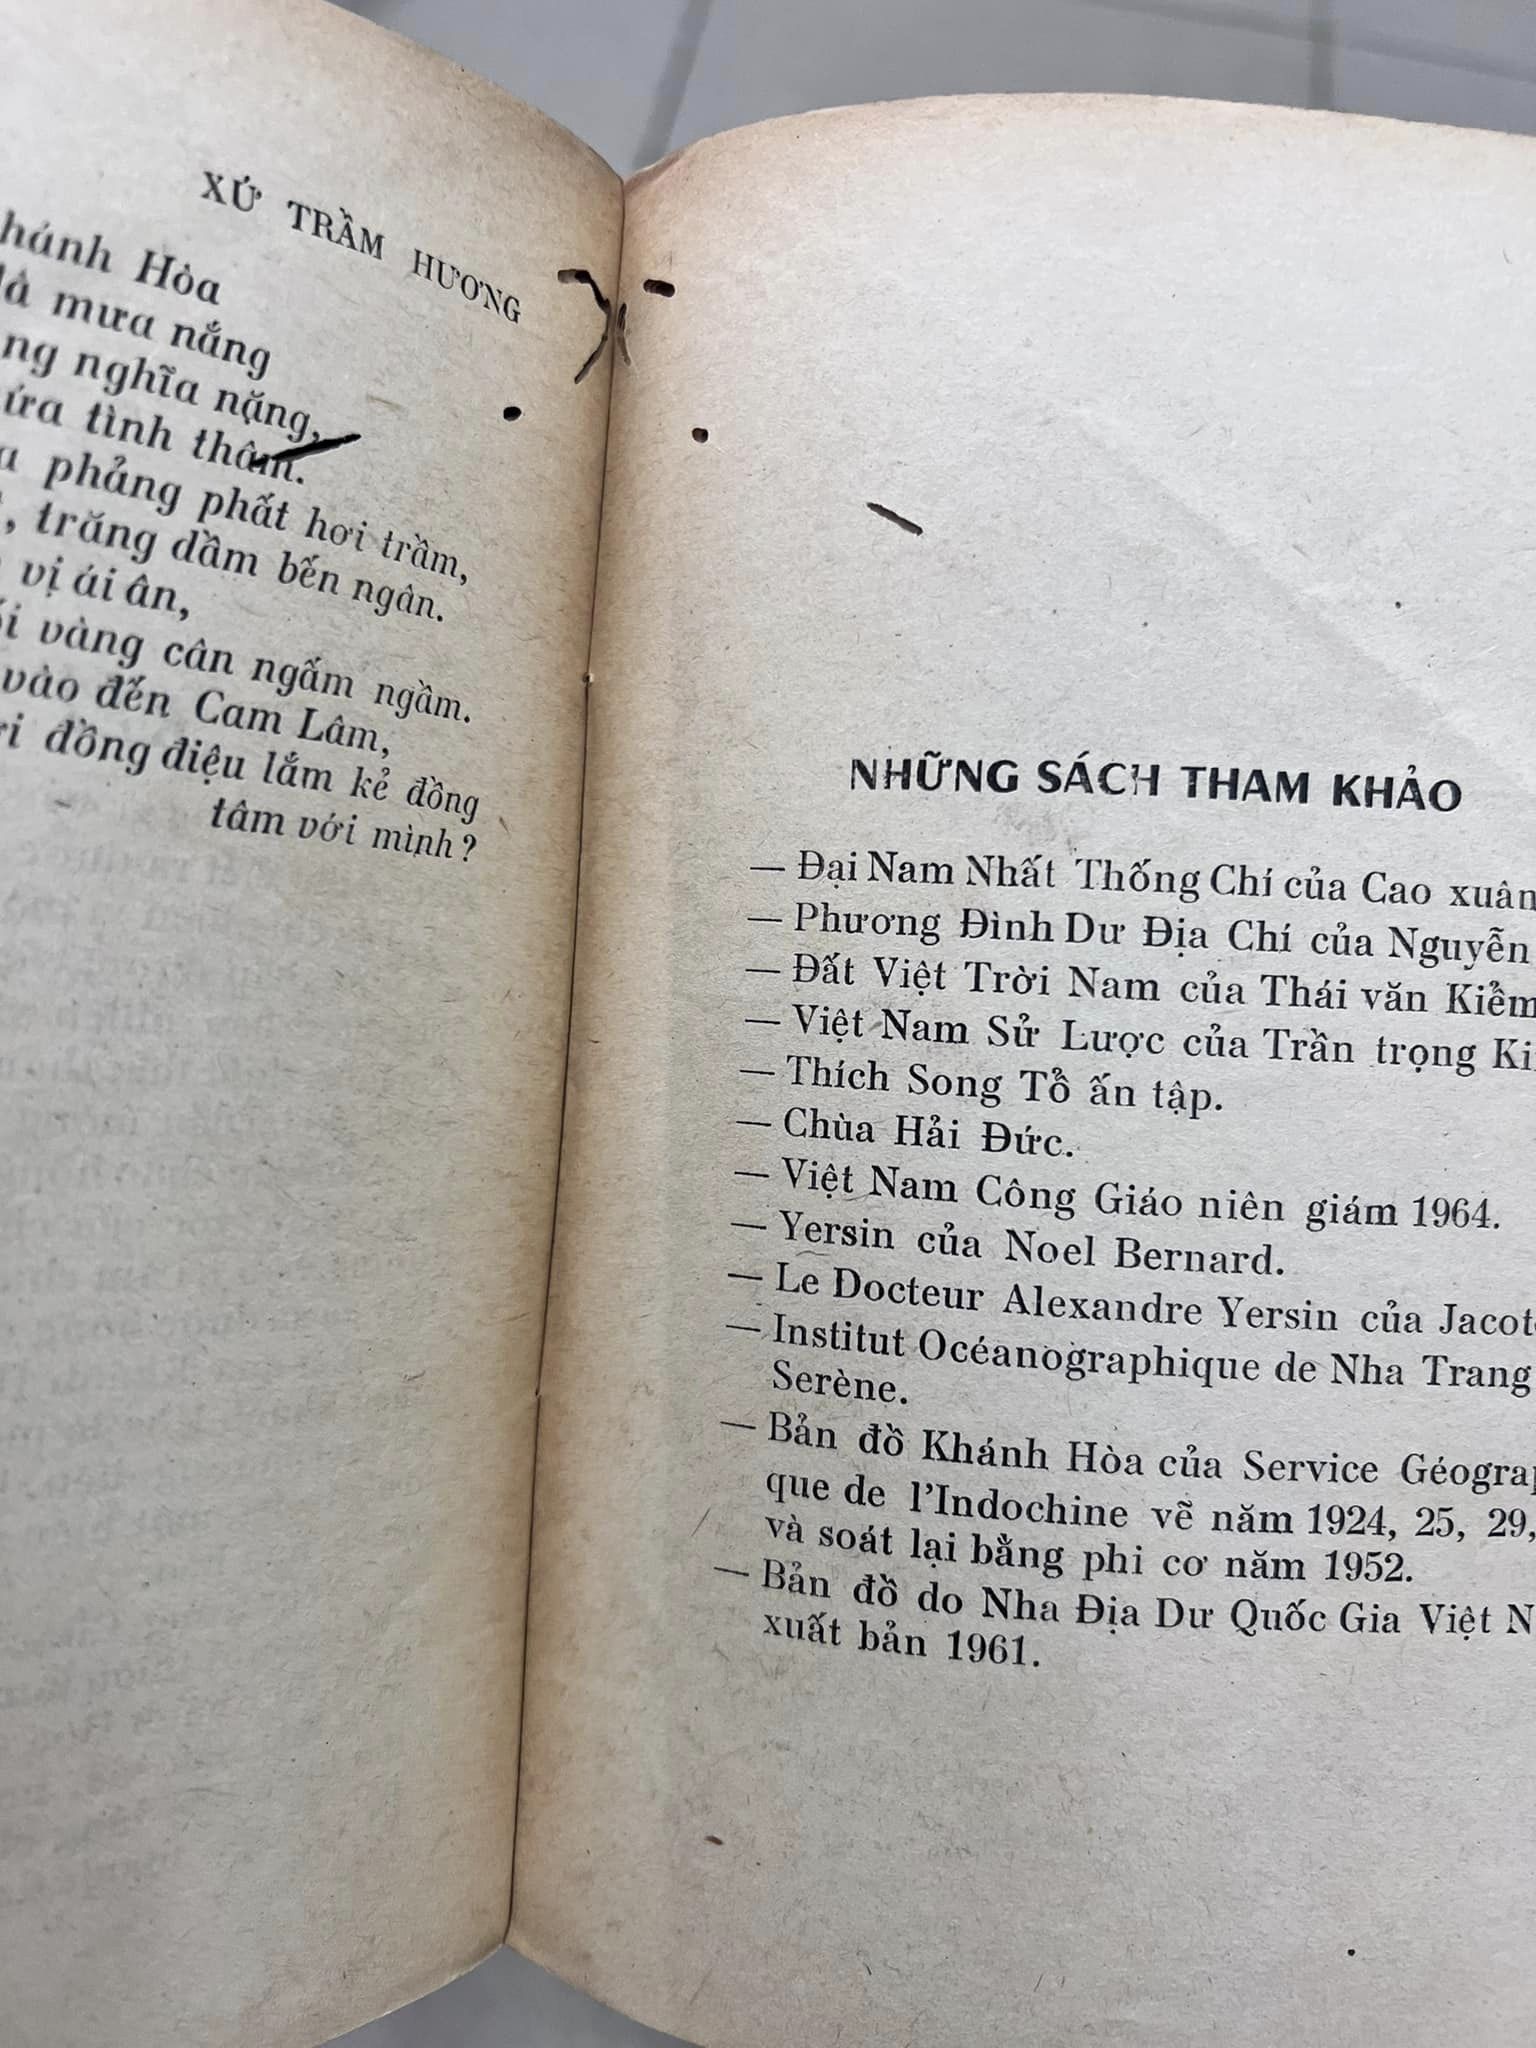 XỨ TRẦM HƯƠNG
Hòa
mưa nắng
nghĩa nặng,
tình thâm.
phảng phất hơi trầm,
trăng dầm bến ngân.
vị ái ân,
vàng cân ngấm ngầm.
vào đến Cam Lâm,
đồng điệu lắm kẻ đồng
tâm với mình?
NHỮNG SÁCH THAM KHẢO
— Đại Nam Nhất Thống Chí của Cao xuân
— Phương Đình Dư Địa Chí của Nguyễn
— Đất Việt Trời Nam của Thái văn Kiểm
— Việt Nam Sử Lược của Trần trọng
— Thích Song Tổ ấn tập.
— Chùa Hải Đức.
— Việt Nam Công Giáo niên giám 1964.
— Yersin của Noel Bernard.
— Le Docteur Alexandre Yersin của
— Institut Océanographique de Nha Trang
Serène.
— Bản đồ Khánh Hòa của Service
que de l'Indochine vẽ năm 1924, 25, 29,
và soát lại bằng phi cơ năm 1952.
— Bản đồ do Nha Địa Dư Quốc Gia Việt
xuất bản 1961.